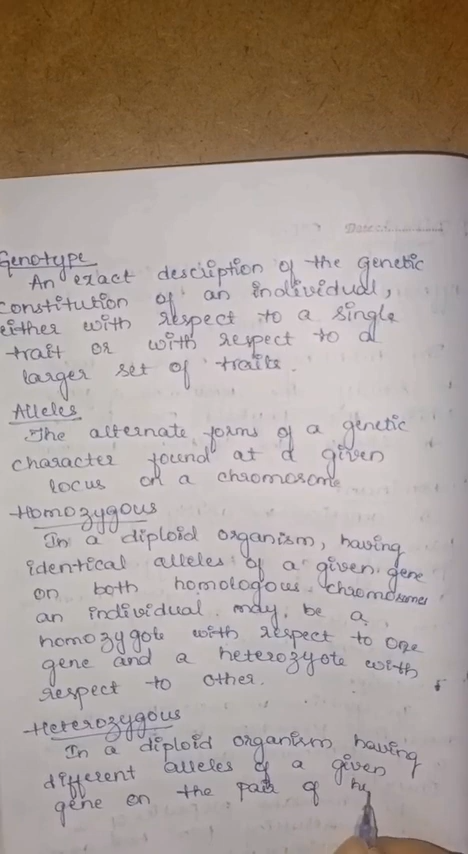 Date:
Genotype
An exact description of the genetic
constitution of an individual,
either with respect to a single
trait or with respect to a
larger set of traits.
Alleles
The alternate forms of a genetic
character found at a given
locus on a chromosome
Homozygous
In a diploid organism, having
identical alleles of a given gene
on both homologous chromosomes
an individual may be a
homozygote with respect to one
gene and a heterozyote with
respect to other.
Heterozygous
In a diploid organism having
different alleles of a given
gene on the pair of